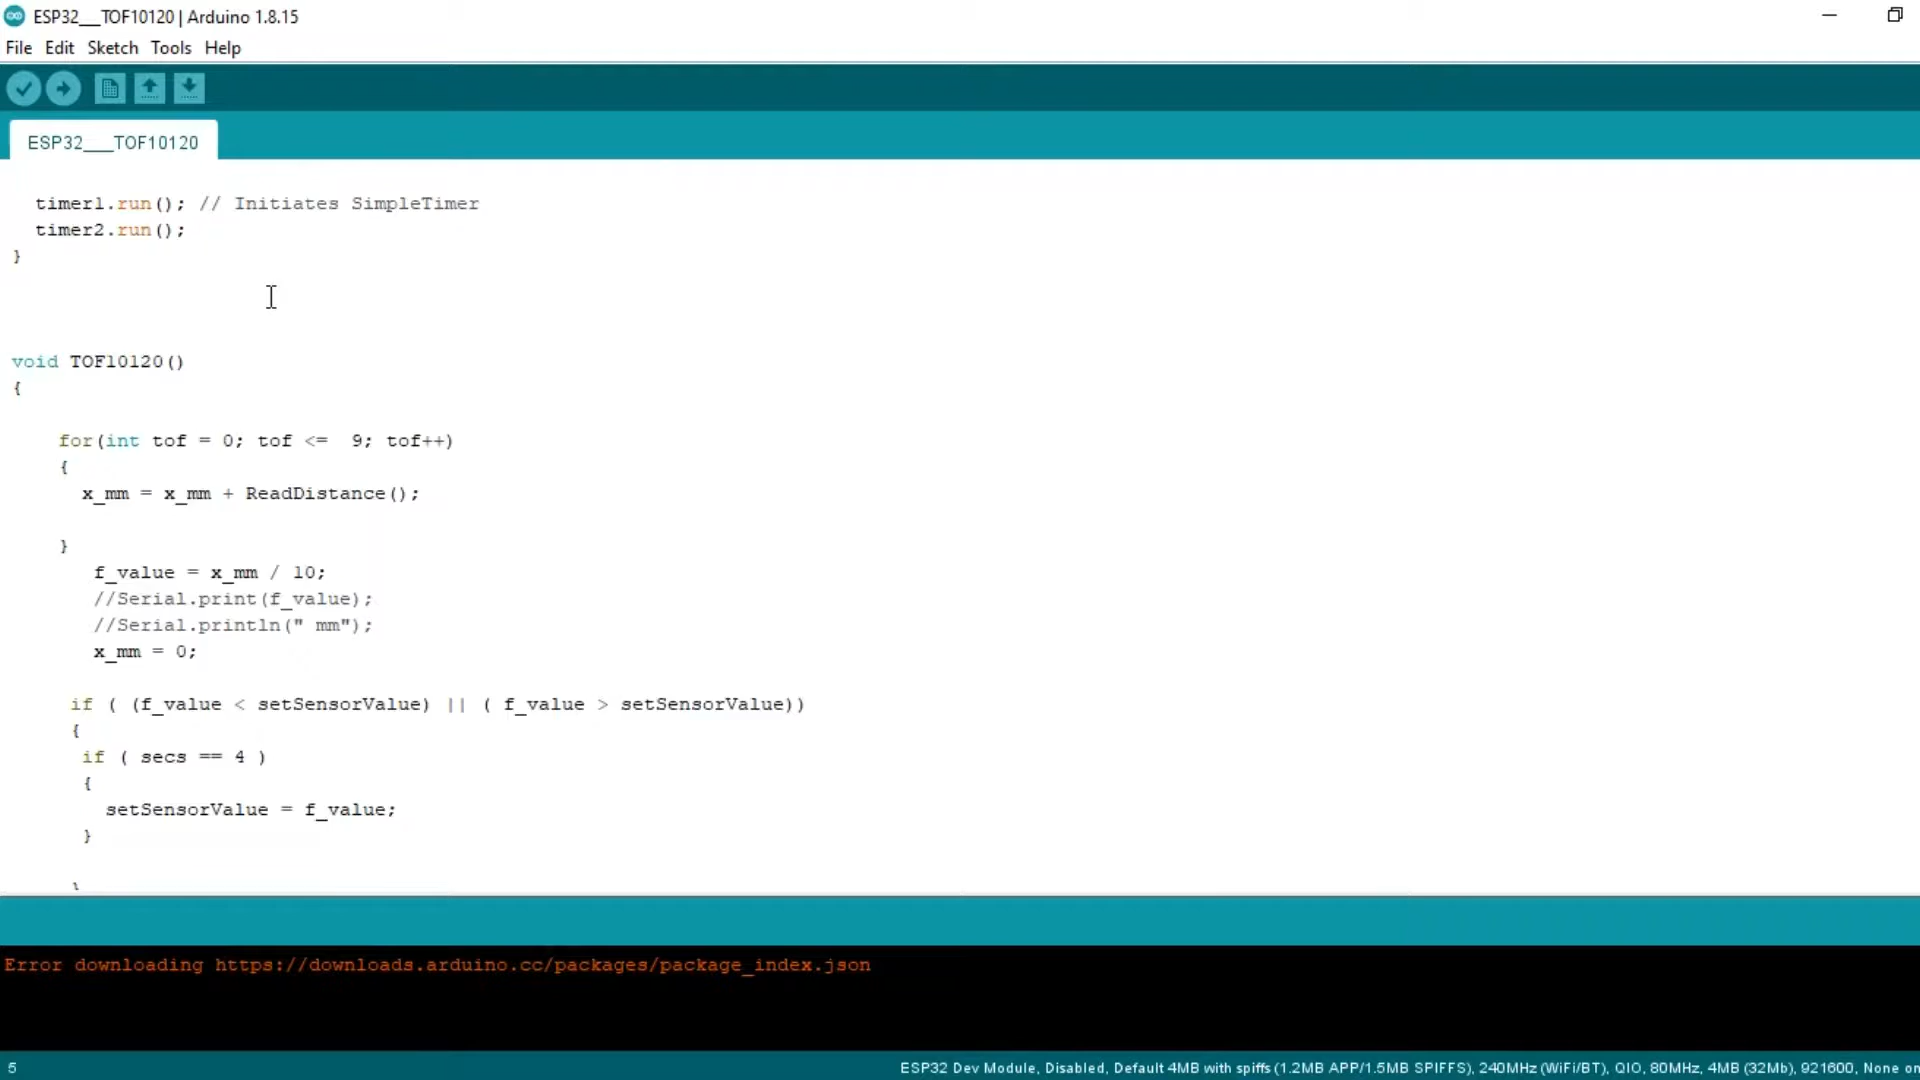 ESP32___TOF10120 | Arduino 1.8.15
File Edit Sketch Tools Help
ESP32___TOF10120
timer1.run(); // Initiates SimpleTimer
timer2.run();
}
void TOF10120()
{
for(int tof = 0; tof <=  9; tof++)
{
x_mm = x_mm + ReadDistance();
}
f_value = x_mm / 10;
//Serial.print(f_value);
//Serial.println(" mm");
x_mm = 0;
if ( (f_value < setSensorValue) || ( f_value > setSensorValue))
{
if ( secs == 4 )
{
setSensorValue = f_value;
}
}
Error downloading https://downloads.arduino.cc/packages/package_index.json
5
ESP32 Dev Module, Disabled, Default 4MB with spiffs (1.2MB APP/1.5MB SPIFFS), 240MHz (WiFi/BT), QIO, 80MHz, 4MB (32Mb), 921600, None on